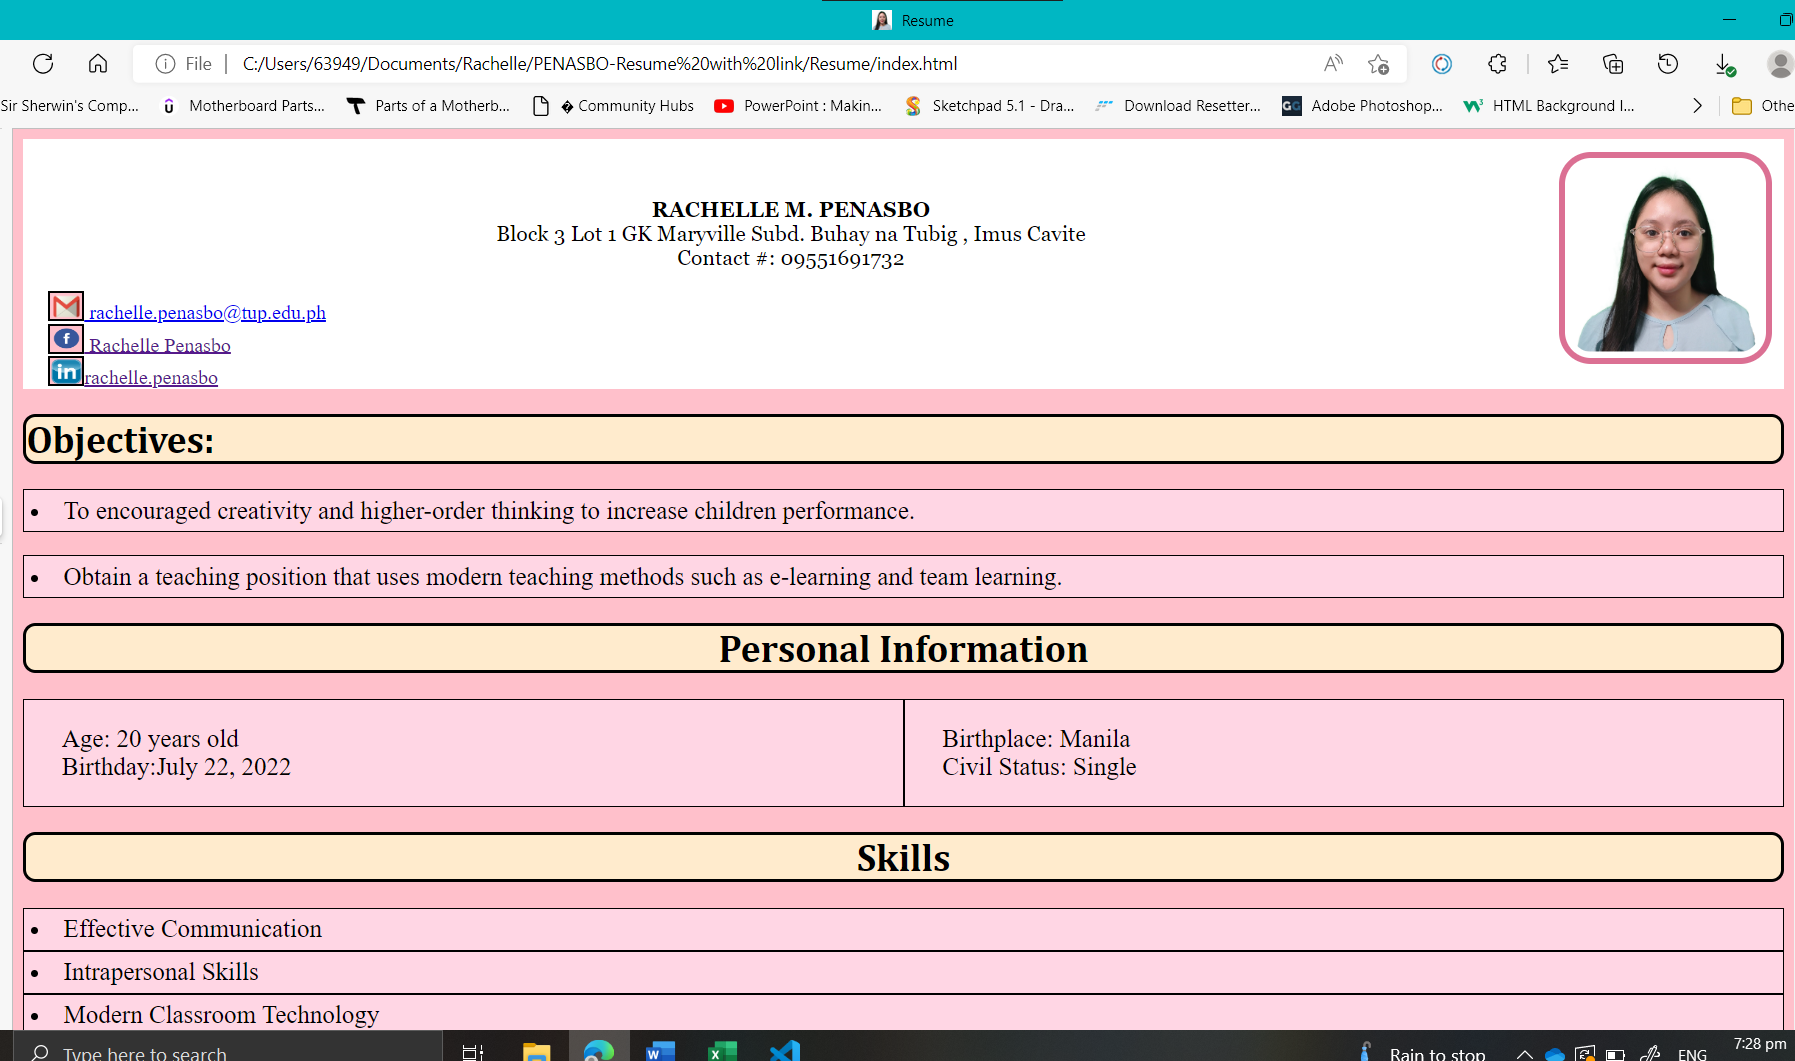 Resume
File C:/Users/63949/Documents/Rachelle/PENASBO-Resume%20with%20link/Resume/index.html
Sir Sherwin's Comp... Motherboard Parts... Parts of a Motherb... � Community Hubs PowerPoint : Makin... Sketchpad 5.1 - Dra... Download Resetter... Adobe Photoshop... HTML Background I... Othe
RACHELLE M. PENASBO
Block 3 Lot 1 GK Maryville Subd. Buhay na Tubig , Imus Cavite
Contact #: 09551691732
rachelle.penasbo@tup.edu.ph
Rachelle Penasbo
rachelle.penasbo
Objectives:
• To encouraged creativity and higher-order thinking to increase children performance.
• Obtain a teaching position that uses modern teaching methods such as e-learning and team learning.
Personal Information
Age: 20 years old
Birthday:July 22, 2022
Birthplace: Manila
Civil Status: Single
Skills
• Effective Communication
• Intrapersonal Skills
• Modern Classroom Technology
Type here to search
Rain to stop
ENG
7:28 pm